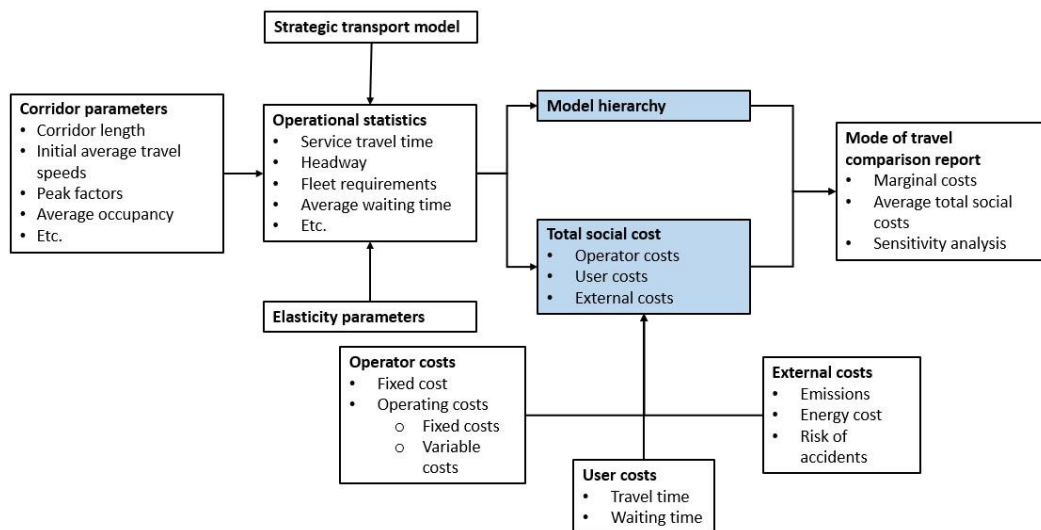 Strategic transport model
Corridor parameters
• Corridor length
• Initial average travel
speeds
• Peak factors
• Average occupancy
• Etc.
Operational statistics
• Service travel time
• Headway
• Fleet requirements
• Average waiting time
• Etc.
Elasticity parameters
Model hierarchy
Total social cost
• Operator costs
• User costs
• External costs
Mode of travel
comparison report
• Marginal costs
• Average total social
costs
• Sensitivity analysis
Operator costs
• Fixed cost
• Operating costs
o Fixed costs
o Variable
costs
User costs
• Travel time
• Waiting time
External costs
• Emissions
• Energy cost
• Risk of
accidents